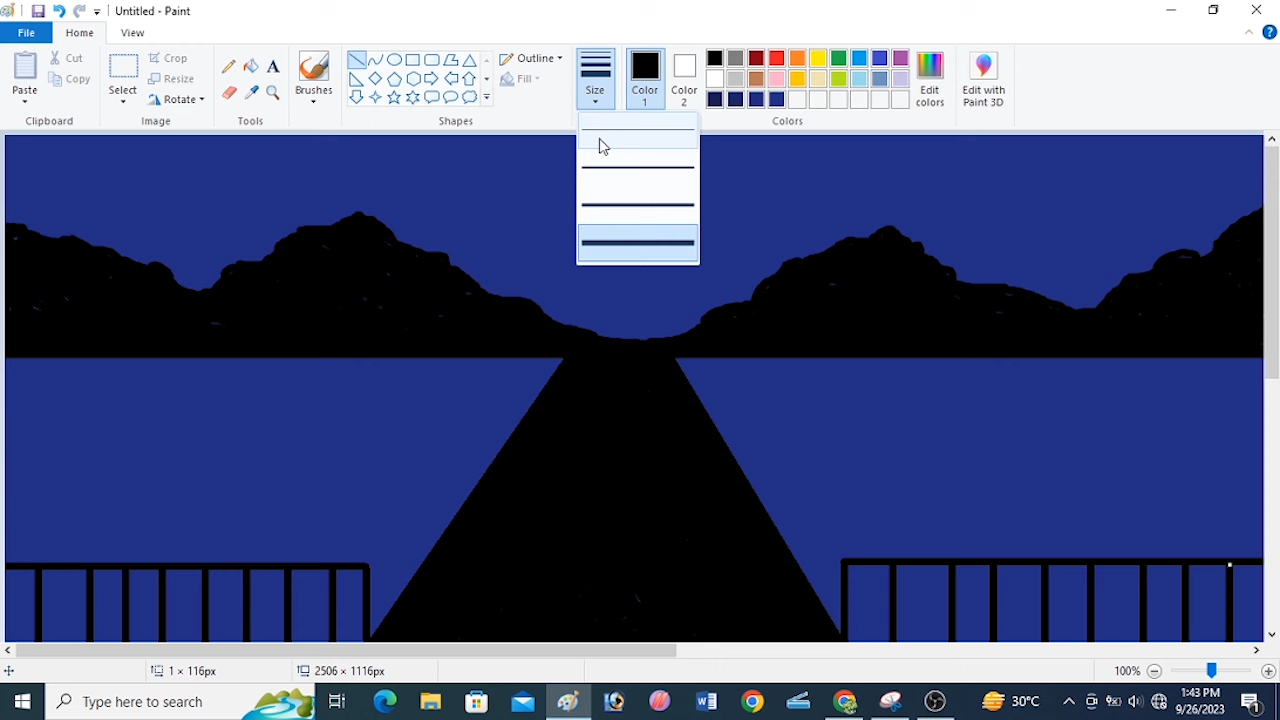 Untitled - Paint
File Home View
Paste
Cut
Copy
Clipboard
Select
Crop
Resize
Rotate
Image
A
Tools
Brushes
Outline
Fill
Shapes
Size
Color 1
Color 2
Edit colors
Colors
Edit with Paint 3D
1 × 116px
2506 × 1116px
100%
Type here to search
30°C
1:43 PM
9/26/2023